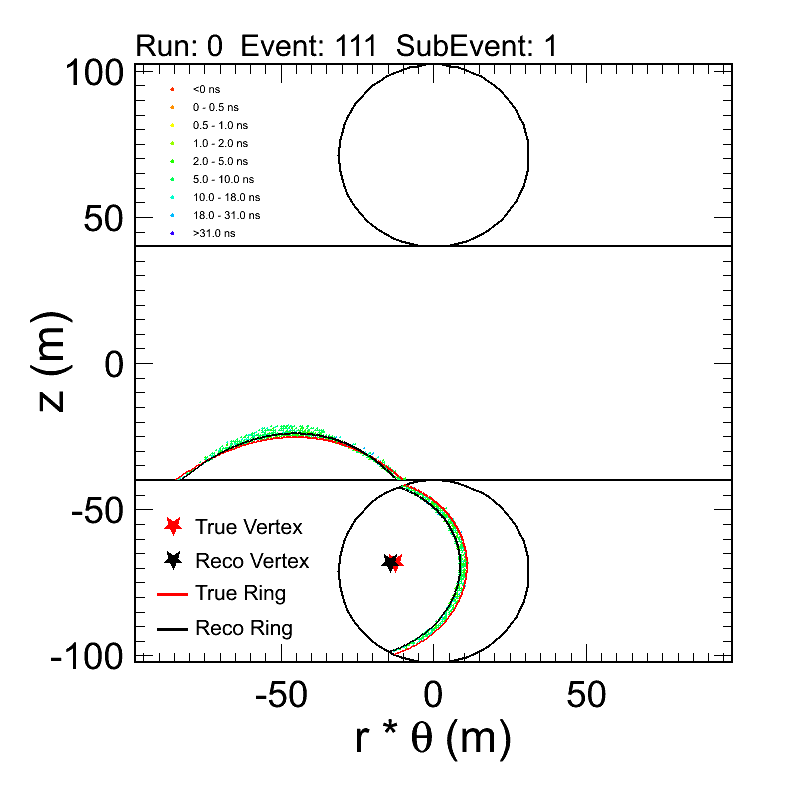 Run: 0 Event: 111 SubEvent: 1
100
<0 ns
0 - 0.5 ns
0.5 - 1.0 ns
1.0 - 2.0 ns
2.0 - 5.0 ns
5.0 - 10.0 ns
10.0 - 18.0 ns
18.0 - 31.0 ns
>31.0 ns
50
0
z (m)
-50
True Vertex
Reco Vertex
True Ring
Reco Ring
-100
-50 0 50
r * θ (m)